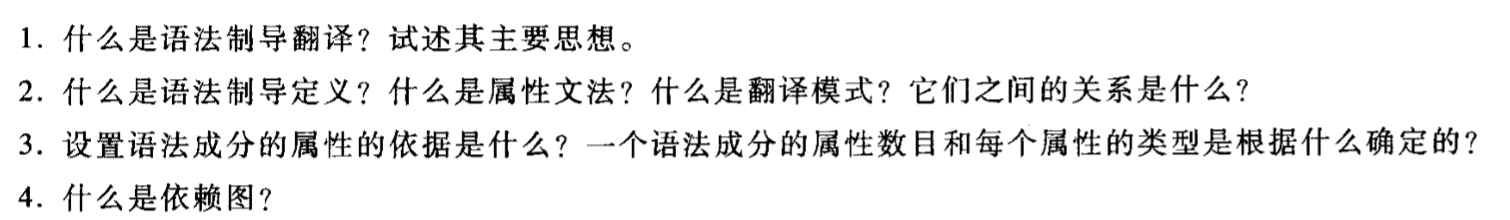 1. 什么是语法制导翻译？试述其主要思想。
2. 什么是语法制导定义？什么是属性文法？什么是翻译模式？它们之间的关系是什么？
3. 设置语法成分的属性的依据是什么？一个语法成分的属性数目和每个属性的类型是根据什么确定的？
4. 什么是依赖图？